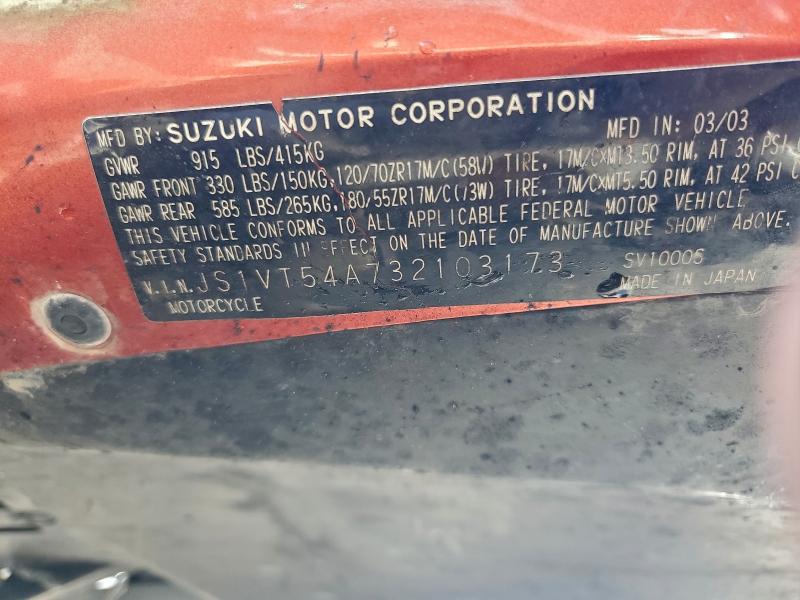 MFD BY: SUZUKI MOTOR CORPORATION MFD IN: 03/03
GVWR 915 LBS/415KG
GAWR FRONT 330 LBS/150KG, 120/70ZR17M/C(58W) TIRE, 17M/CXM13.50 RIM, AT 36 PSI
GAWR REAR 585 LBS/265KG, 180/55ZR17M/C(73W) TIRE, 17M/CXM15.50 RIM, AT 42 PSI C
THIS VEHICLE CONFORMS TO ALL APPLICABLE FEDERAL MOTOR VEHICLE
SAFETY STANDARDS IN EFFECT ON THE DATE OF MANUFACTURE SHOWN ABOVE.
V.I.N. JS1VT54A732103173 SV1000S
MADE IN JAPAN
MOTORCYCLE